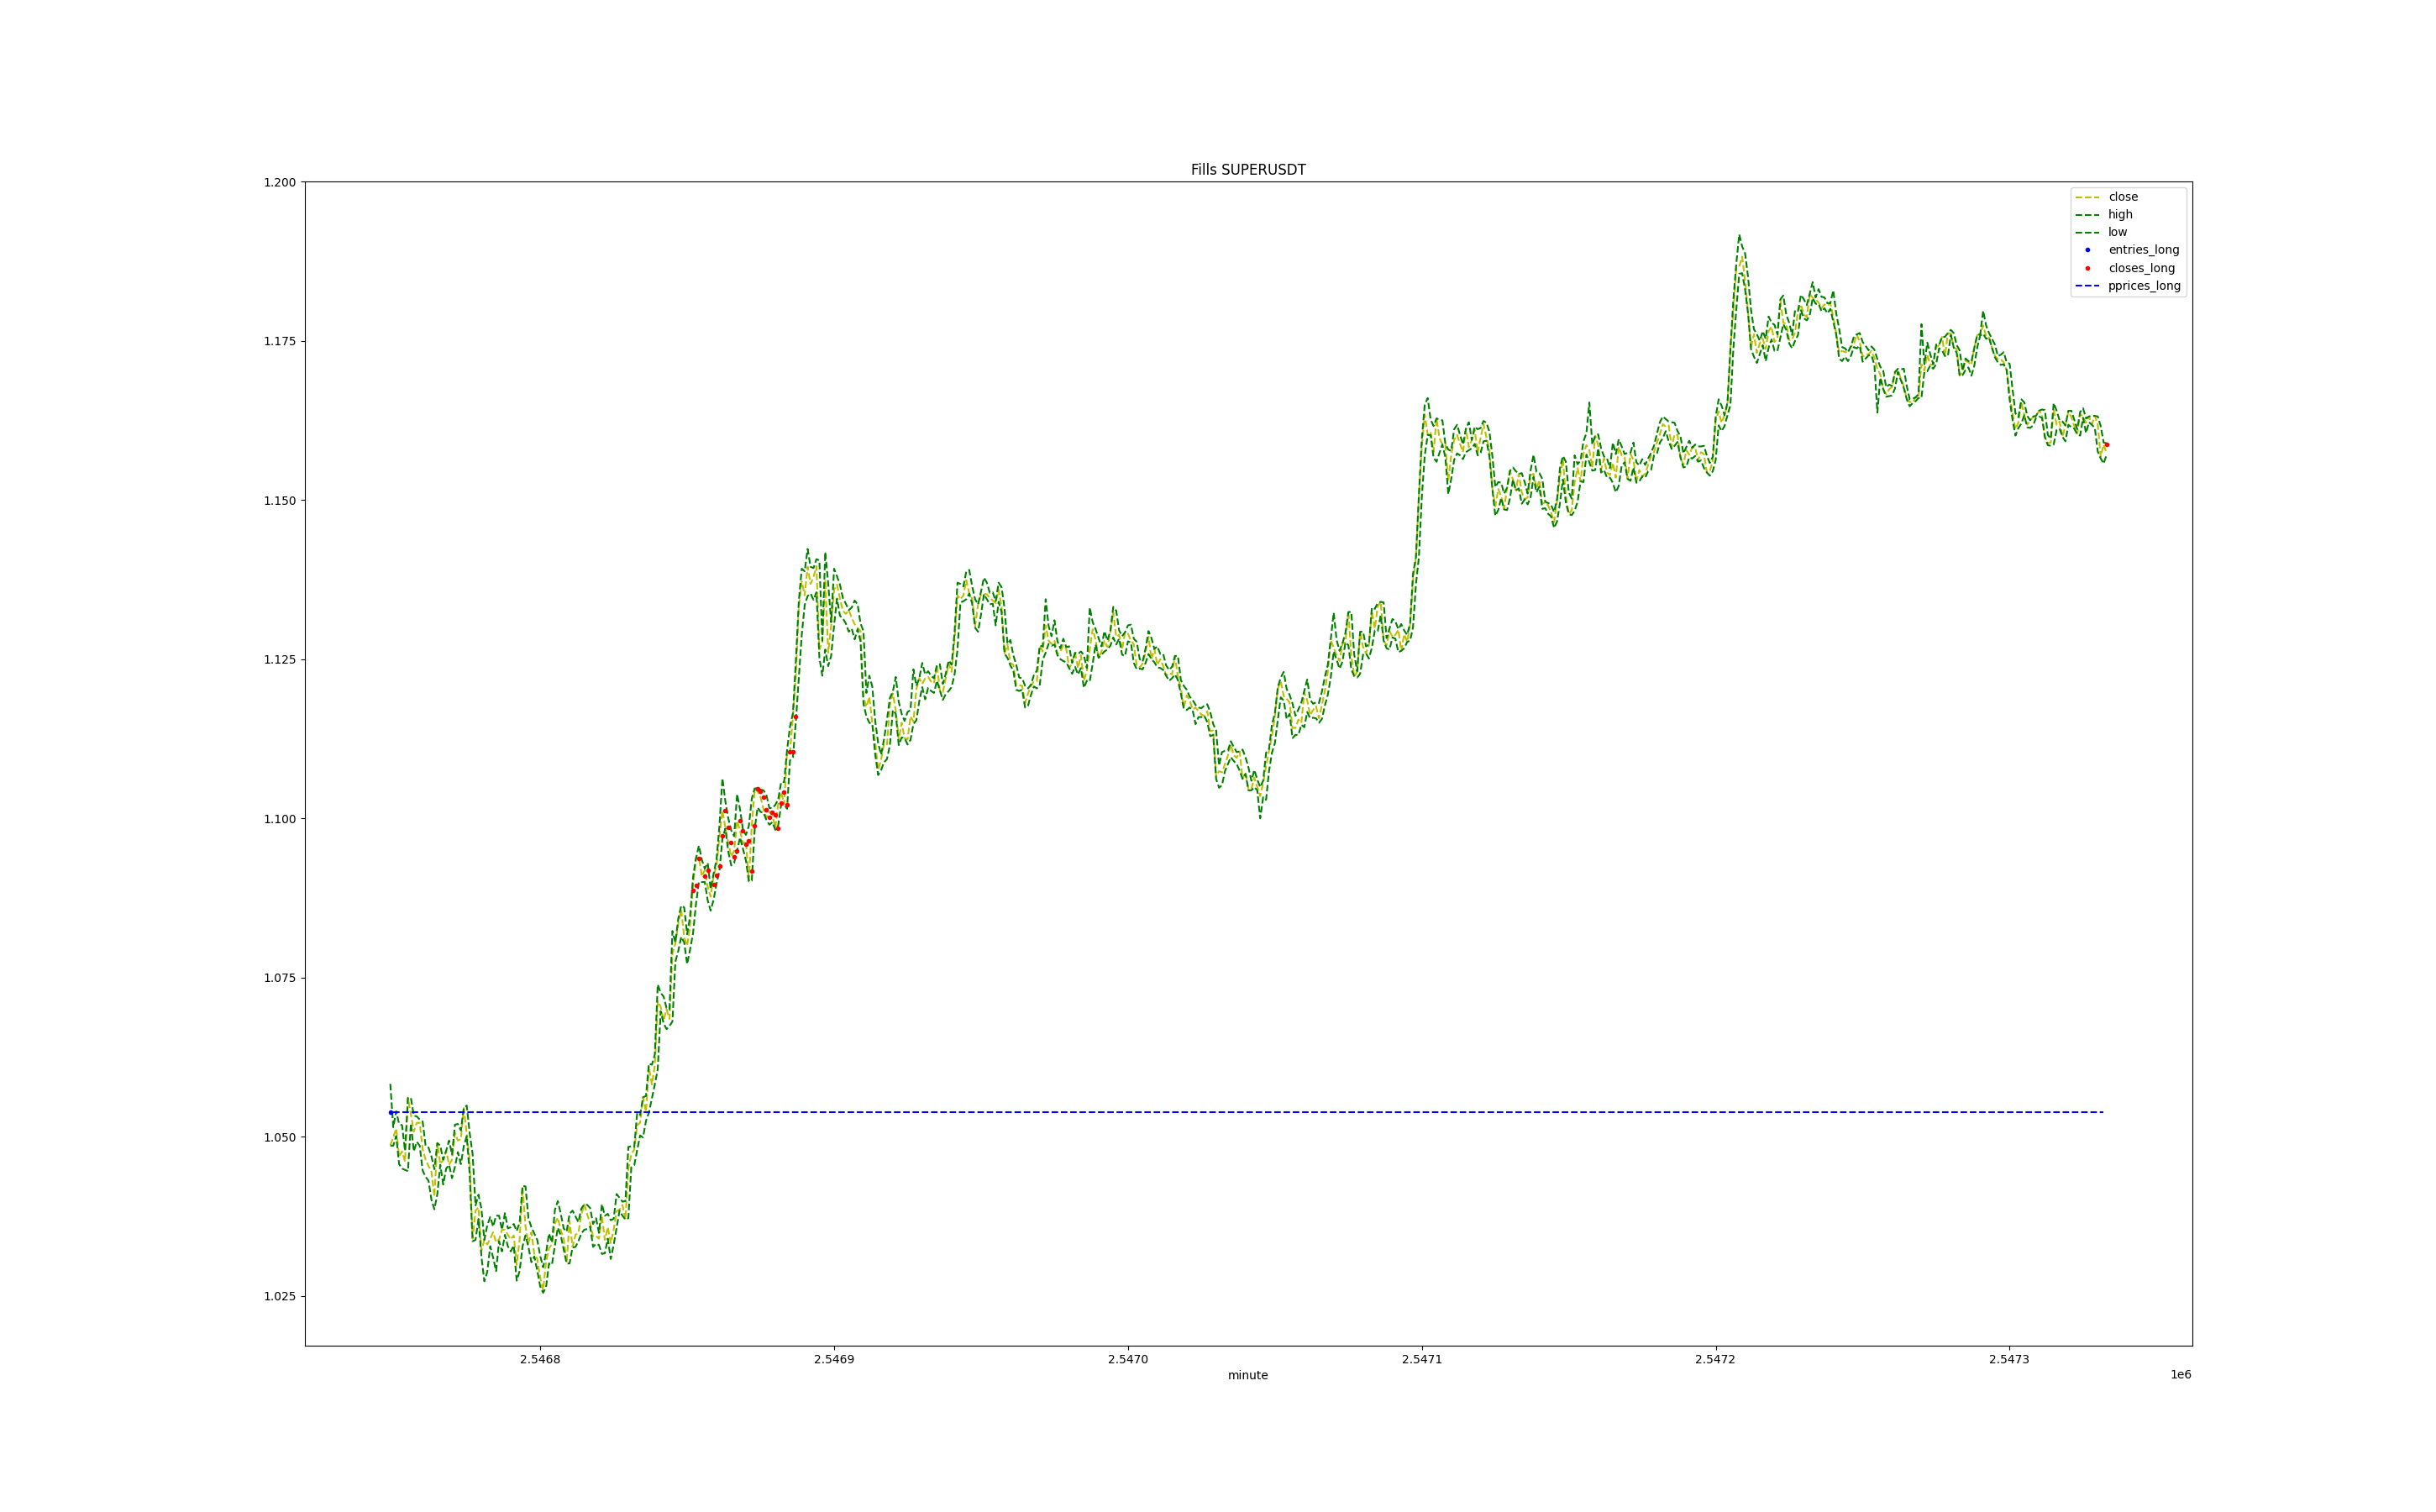 Fills SUPERUSDT
1.200
1.175
1.150
1.125
1.100
1.075
1.050
1.025
close
high
low
entries_long
closes_long
pprices_long
2.5468 2.5469 2.5470 2.5471 2.5472 2.5473
minute
1e6